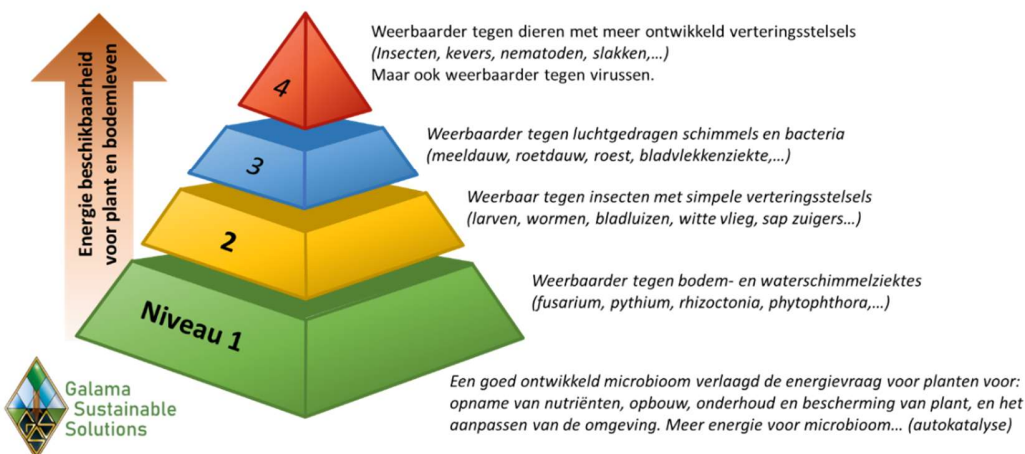 Energie beschikbaarheid
voor plant en bodemleven
4
Weerbaarder tegen dieren met meer ontwikkeld verteringsstelsels
(Insecten, kevers, nematoden, slakken,...)
Maar ook weerbaarder tegen virussen.
3
Weerbaarder tegen luchtgedragen schimmels en bacteria
(meeldauw, roetdauw, roest, bladvlekkenziekte,...)
2
Weerbaar tegen insecten met simpele verteringsstelsels
(larven, wormen, bladluizen, witte vlieg, sap zuigers...)
Niveau 1
Weerbaarder tegen bodem- en waterschimmelziektes
(fusarium, pythium, rhizoctonia, phytophthora,...)
Galama
Sustainable
Solutions
Een goed ontwikkeld microbioom verlaagd de energievraag voor planten voor:
opname van nutriënten, opbouw, onderhoud en bescherming van plant, en het
aanpassen van de omgeving. Meer energie voor microbioom... (autokatalyse)